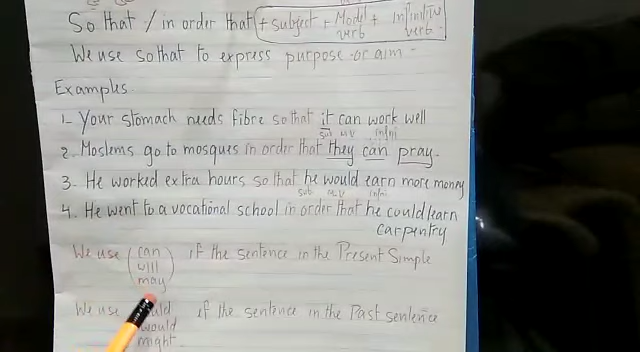 So that / in order that + subject + Model verb + infinitive verb.
We use so that to express purpose or aim
Examples.
1- Your stomach needs fibre so that it can work well
sub M.V infini
2. Moslems go to mosques in order that they can pray.
3. He worked extra hours so that he would earn more money
sub M.V infini
4. He went to a vocational school in order that he could learn
carpentry
We use (can will may) if the sentence in the Present Simple
We use would might if the sentence in the Past sentence